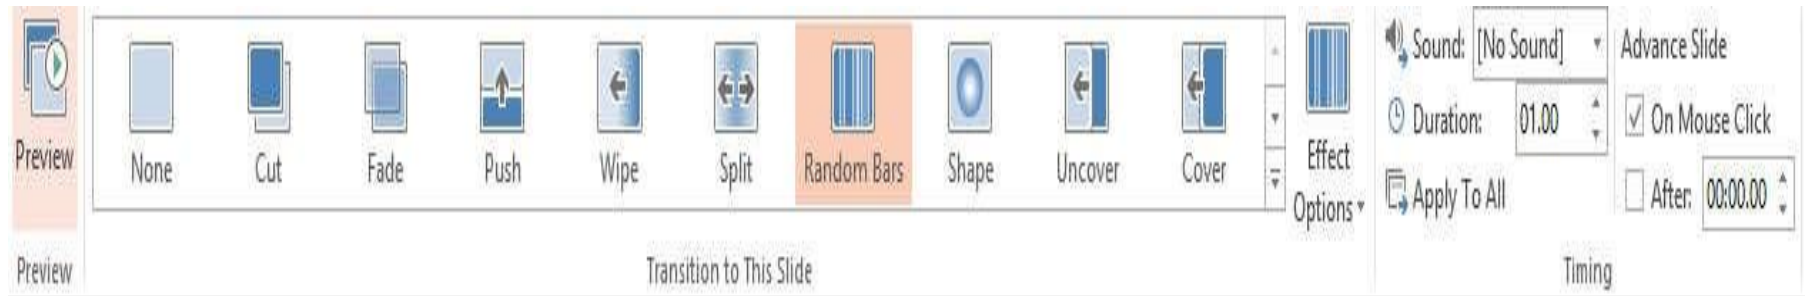 Preview
None
Cut
Fade
Push
Wipe
Split
Random Bars
Shape
Uncover
Cover
Effect
Options
Sound: [No Sound]
Duration: 01.00
Apply To All
Advance Slide
On Mouse Click
After: 00:00.00
Preview
Transition to This Slide
Timing